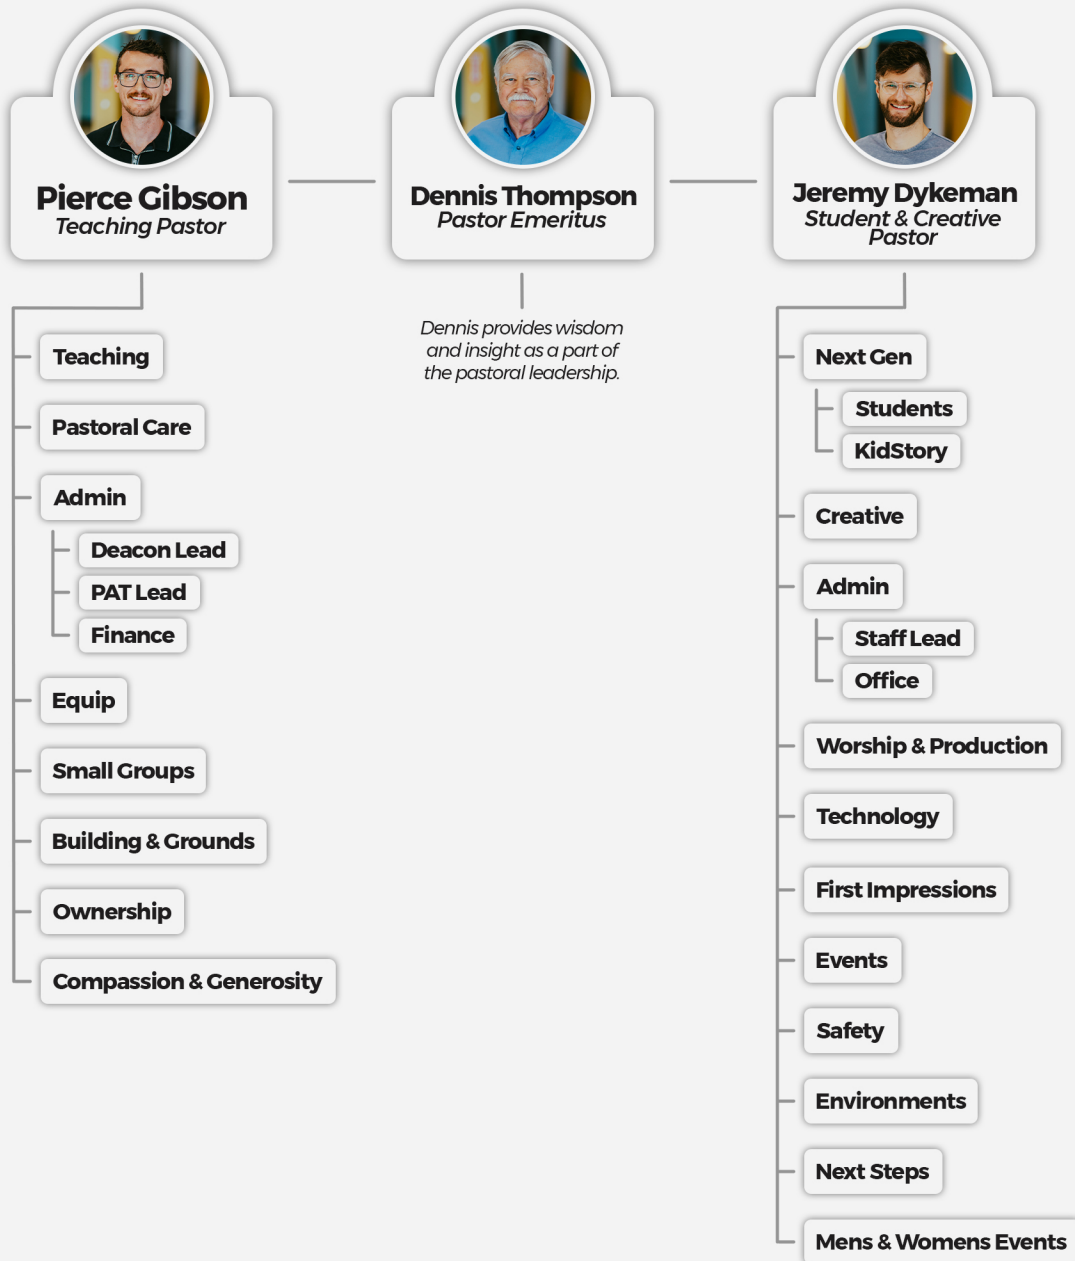 Pierce Gibson
Teaching Pastor
Teaching
Pastoral Care
Admin
Deacon Lead
PAT Lead
Finance
Equip
Small Groups
Building & Grounds
Ownership
Compassion & Generosity
Dennis Thompson
Pastor Emeritus
Dennis provides wisdom
and insight as a part of
the pastoral leadership.
Jeremy Dykeman
Student & Creative
Pastor
Next Gen
Students
KidStory
Creative
Admin
Staff Lead
Office
Worship & Production
Technology
First Impressions
Events
Safety
Environments
Next Steps
Mens & Womens Events